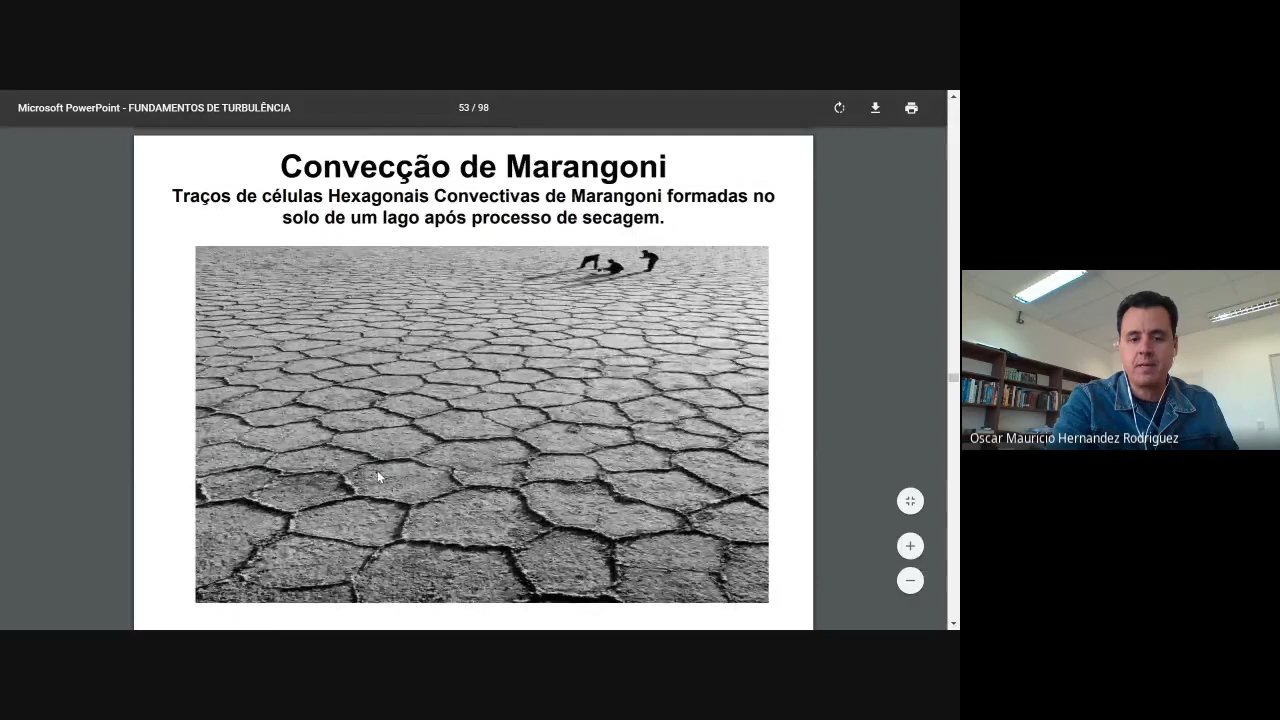 Microsoft PowerPoint - FUNDAMENTOS DE TURBULÊNCIA
53 / 98
Convecção de Marangoni
Traços de células Hexagonais Convectivas de Marangoni formadas no
solo de um lago após processo de secagem.
Oscar Mauricio Hernandez Rodriguez